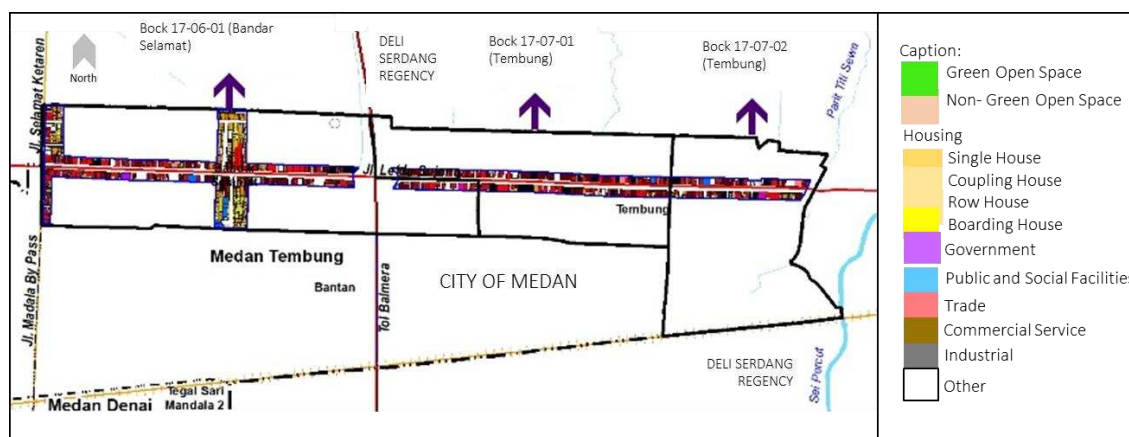 Bock 17-06-01 (Bandar
Selamat)
DELI
SERDANG
REGENCY
Bock 17-07-01
(Tembung)
Bock 17-07-02
(Tembung)
North
Jl. Selamat Ketaren
Parit Titi Sewa
Tembung
Medan Tembung
Bantan
CITY OF MEDAN
Jl. Madala By Pass
Tol Balmera
DELI SERDANG
REGENCY
Sei Percut
Tegal Sari
Mandala 2
Medan Denai
Caption:
Green Open Space
Non- Green Open Space
Housing
Single House
Coupling House
Row House
Boarding House
Government
Public and Social Facilities
Trade
Commercial Service
Industrial
Other